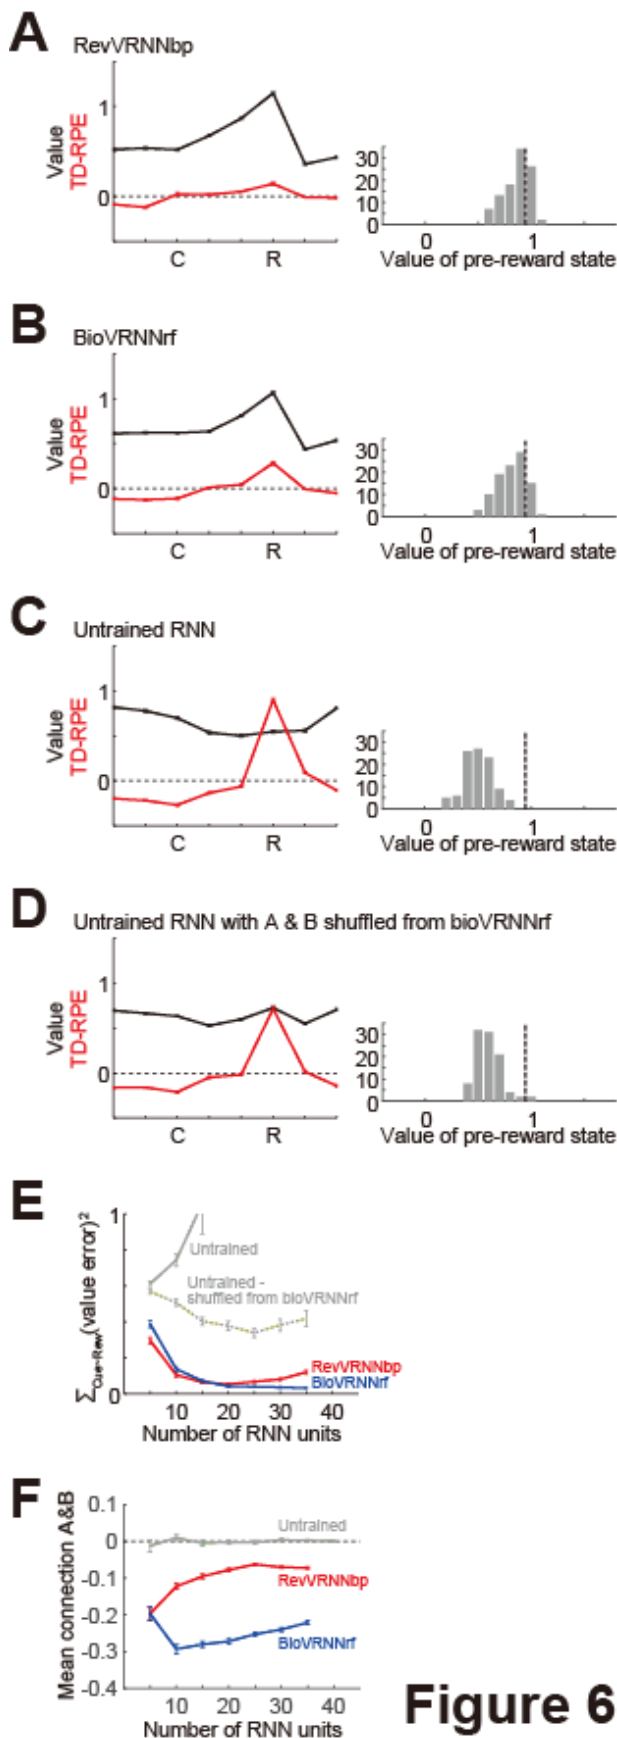 A
RevVRNNbp
1
0
Value
TD-RPE
C R
30
20
10
0
0 1
Value of pre-reward state
B
BioVRNNrf
1
0
Value
TD-RPE
C R
30
20
10
0
0 1
Value of pre-reward state
C
Untrained RNN
1
0
Value
TD-RPE
C R
30
20
10
0
0 1
Value of pre-reward state
D
Untrained RNN with A & B shuffled from bioVRNNrf
1
0
Value
TD-RPE
C R
30
20
10
0
0 1
Value of pre-reward state
E
∑Cue~Rew(value error)²
1
0
Untrained
Untrained -
shuffled from bioVRNNrf
RevVRNNbp
BioVRNNrf
10 20 30 40
Number of RNN units
F
Mean connection A&B
0.1
0
-0.1
-0.2
-0.3
-0.4
Untrained
RevVRNNbp
BioVRNNrf
10 20 30 40
Number of RNN units
Figure 6